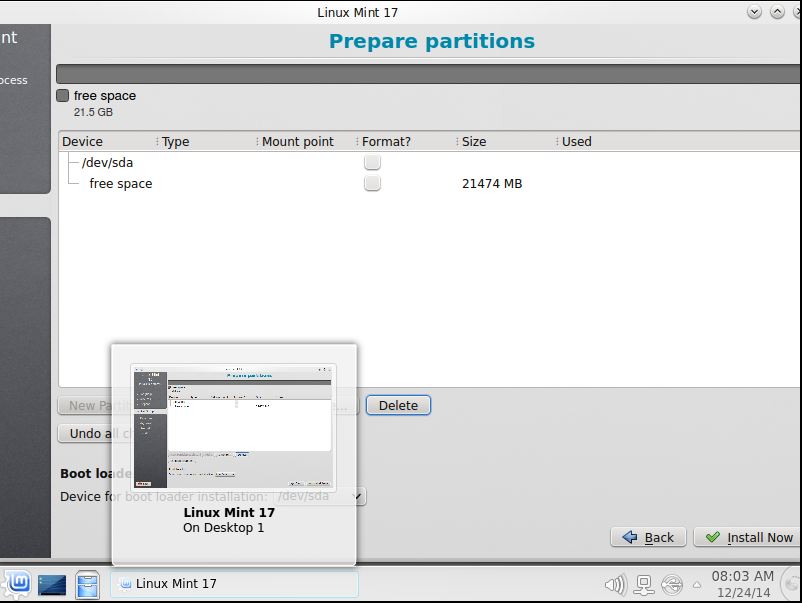 Linux Mint 17
nt
Prepare partitions
ocess
free space
21.5 GB
Device Type Mount point Format? Size Used
/dev/sda
free space 21474 MB
New Parti ... Delete
Undo all c
Prepare partitions
Boot loade
Device for boot loader installation: /dev/sda
Linux Mint 17
On Desktop 1
Back Install Now
Linux Mint 17
08:03 AM
12/24/14